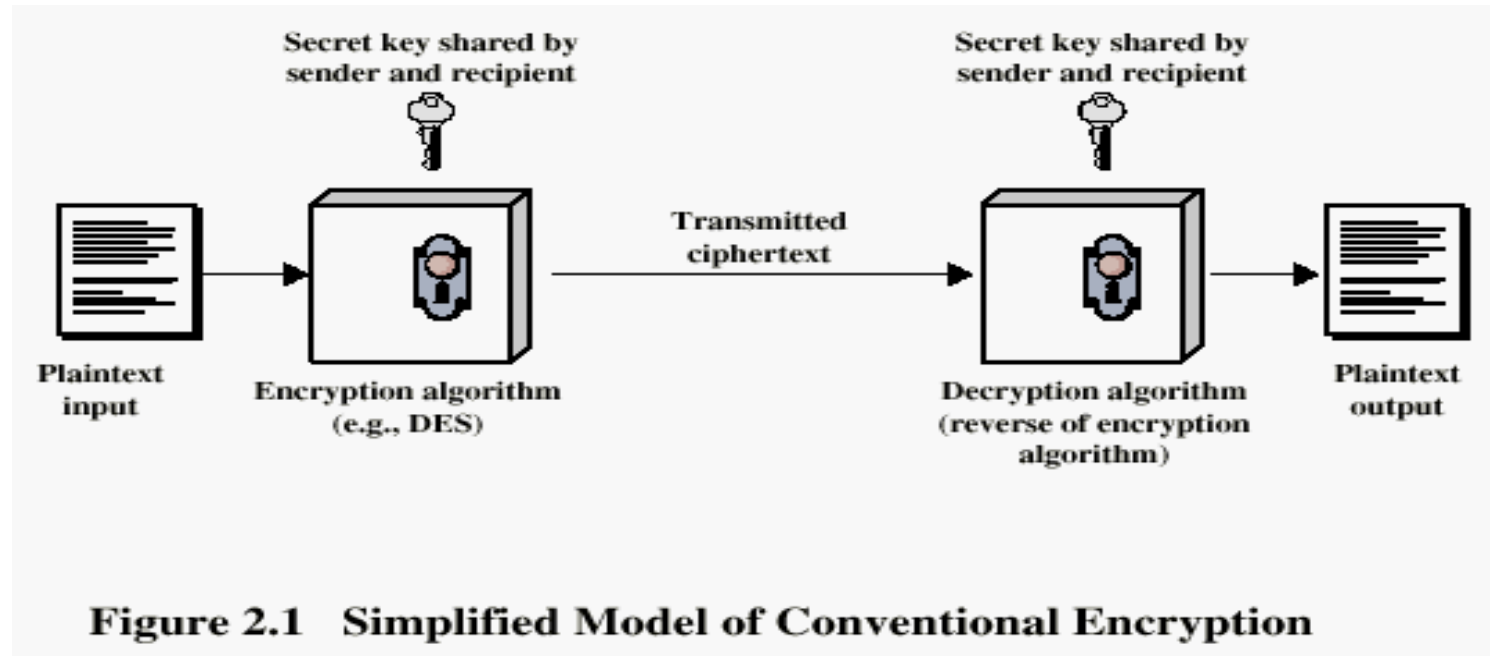 Secret key shared by
sender and recipient
Secret key shared by
sender and recipient
Transmitted
ciphertext
Plaintext
input
Encryption algorithm
(e.g., DES)
Decryption algorithm
(reverse of encryption
algorithm)
Plaintext
output
Figure 2.1 Simplified Model of Conventional Encryption